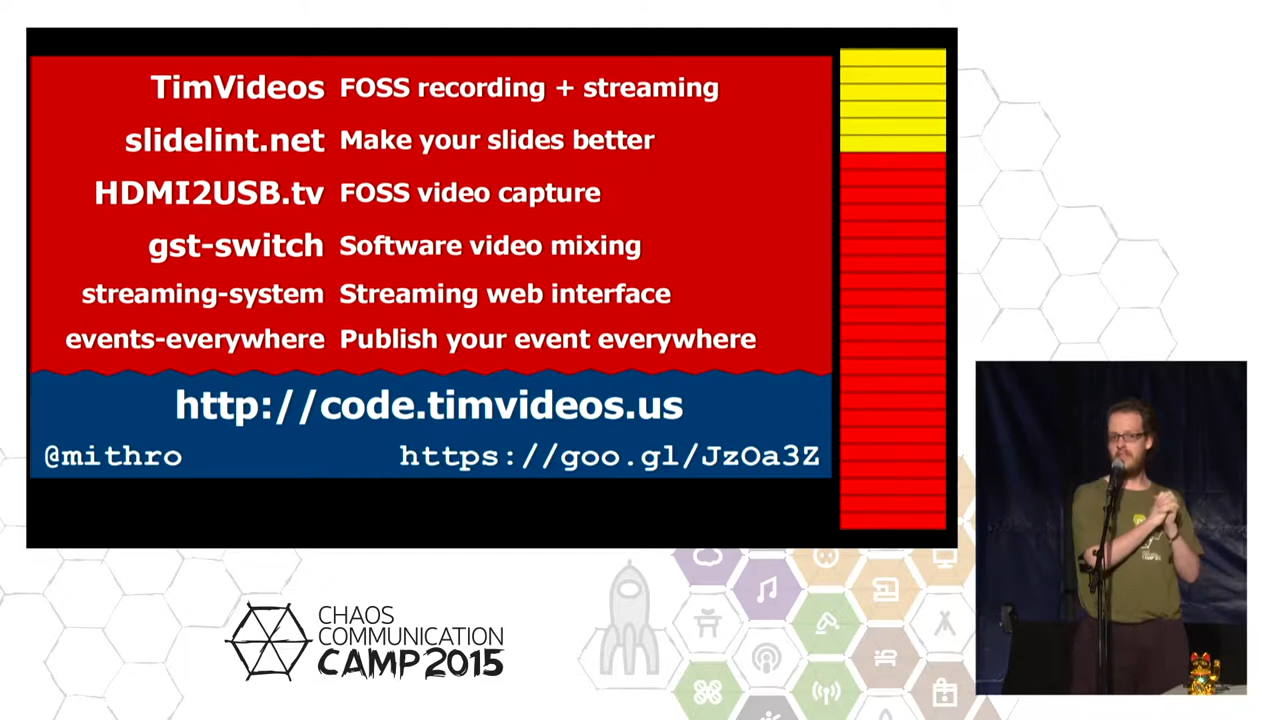 TimVideos FOSS recording + streaming
slidelint.net Make your slides better
HDMI2USB.tv FOSS video capture
gst-switch Software video mixing
streaming-system Streaming web interface
events-everywhere Publish your event everywhere
http://code.timvideos.us
@mithro https://goo.gl/JzOa3Z
CHAOS
COMMUNICATION
CAMP 2015